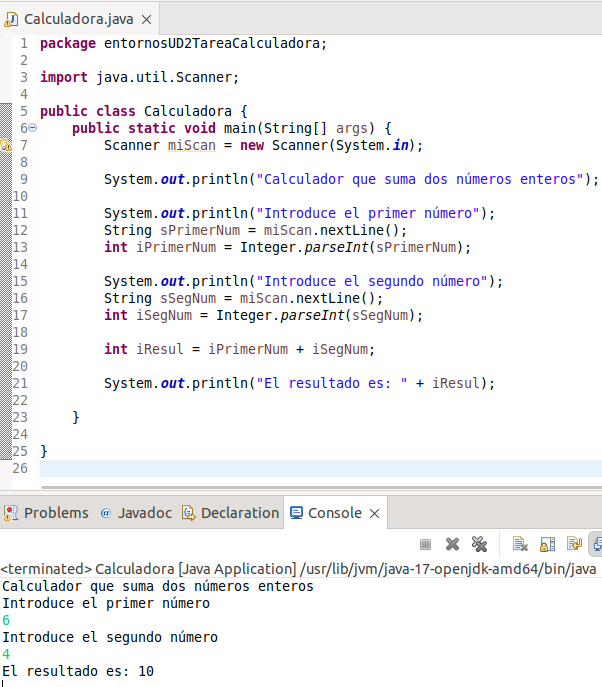 Calculadora.java
1 package entornosUD2TareaCalculadora;
2
3 import java.util.Scanner;
4
5 public class Calculadora {
6 public static void main(String[] args) {
7 Scanner miScan = new Scanner(System.in);
8
9 System.out.println("Calculador que suma dos números enteros");
10
11 System.out.println("Introduce el primer número");
12 String sPrimerNum = miScan.nextLine();
13 int iPrimerNum = Integer.parseInt(sPrimerNum);
14
15 System.out.println("Introduce el segundo número");
16 String sSegNum = miScan.nextLine();
17 int iSegNum = Integer.parseInt(sSegNum);
18
19 int iResul = iPrimerNum + iSegNum;
20
21 System.out.println("El resultado es: " + iResul);
22
23 }
24
25 }
26
Problems @ Javadoc Declaration Console
<terminated> Calculadora [Java Application] /usr/lib/jvm/java-17-openjdk-amd64/bin/java
Calculador que suma dos números enteros
Introduce el primer número
6
Introduce el segundo número
4
El resultado es: 10